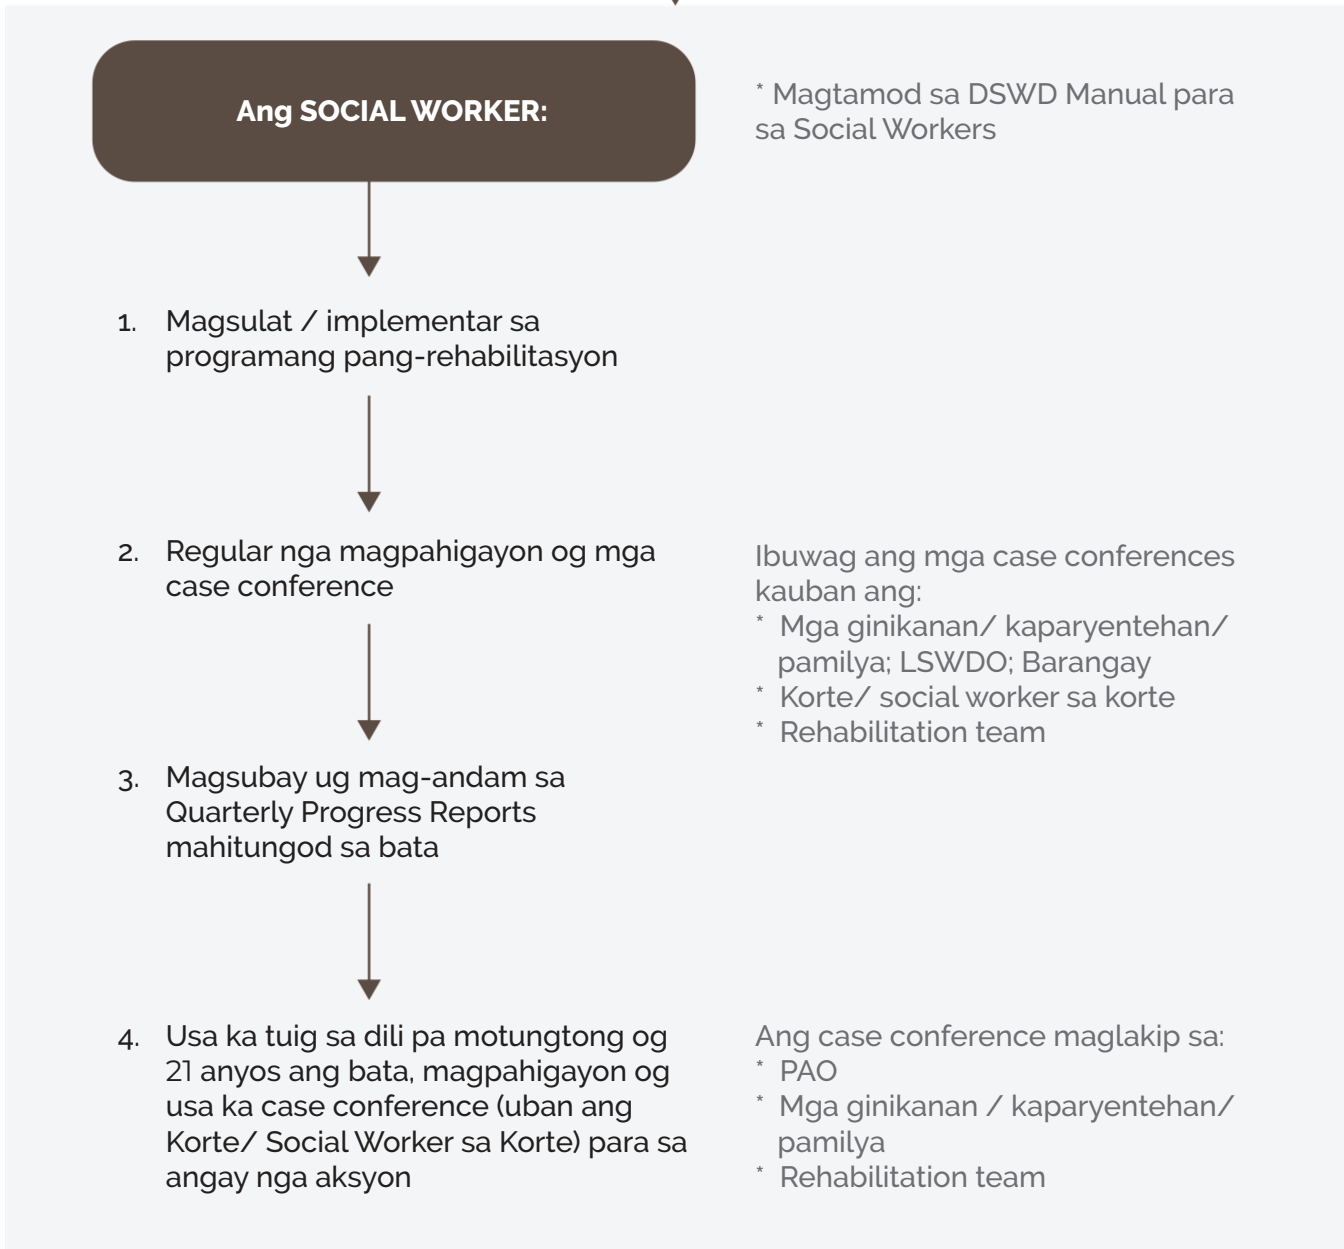 Ang SOCIAL WORKER:
* Magtamod sa DSWD Manual para
sa Social Workers
1. Magsulat / implementar sa
programang pang-rehabilitasyon
2. Regular nga magpahigayon og mga
case conference
Ibuwag ang mga case conferences
kauban ang:
* Mga ginikanan/ kaparyentehan/
pamilya; LSWDO; Barangay
* Korte/ social worker sa korte
* Rehabilitation team
3. Magsubay ug mag-andam sa
Quarterly Progress Reports
mahitungod sa bata
4. Usa ka tuig sa dili pa motungtong og
21 anyos ang bata, magpahigayon og
usa ka case conference (uban ang
Korte/ Social Worker sa Korte) para sa
angay nga aksyon
Ang case conference maglakip sa:
* PAO
* Mga ginikanan / kaparyentehan/
pamilya
* Rehabilitation team